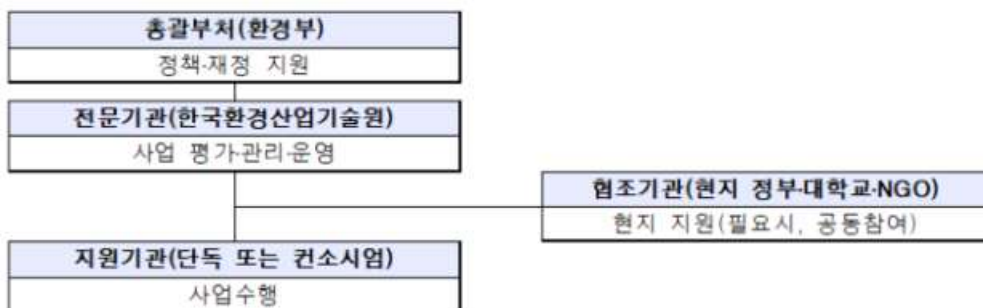 총괄부처(환경부)
정책·재정 지원
전문기관(한국환경산업기술원)
사업 평가·관리·운영
협조기관(현지 정부·대학교·NGO)
현지 지원(필요시, 공동참여)
지원기관(단독 또는 컨소시엄)
사업수행